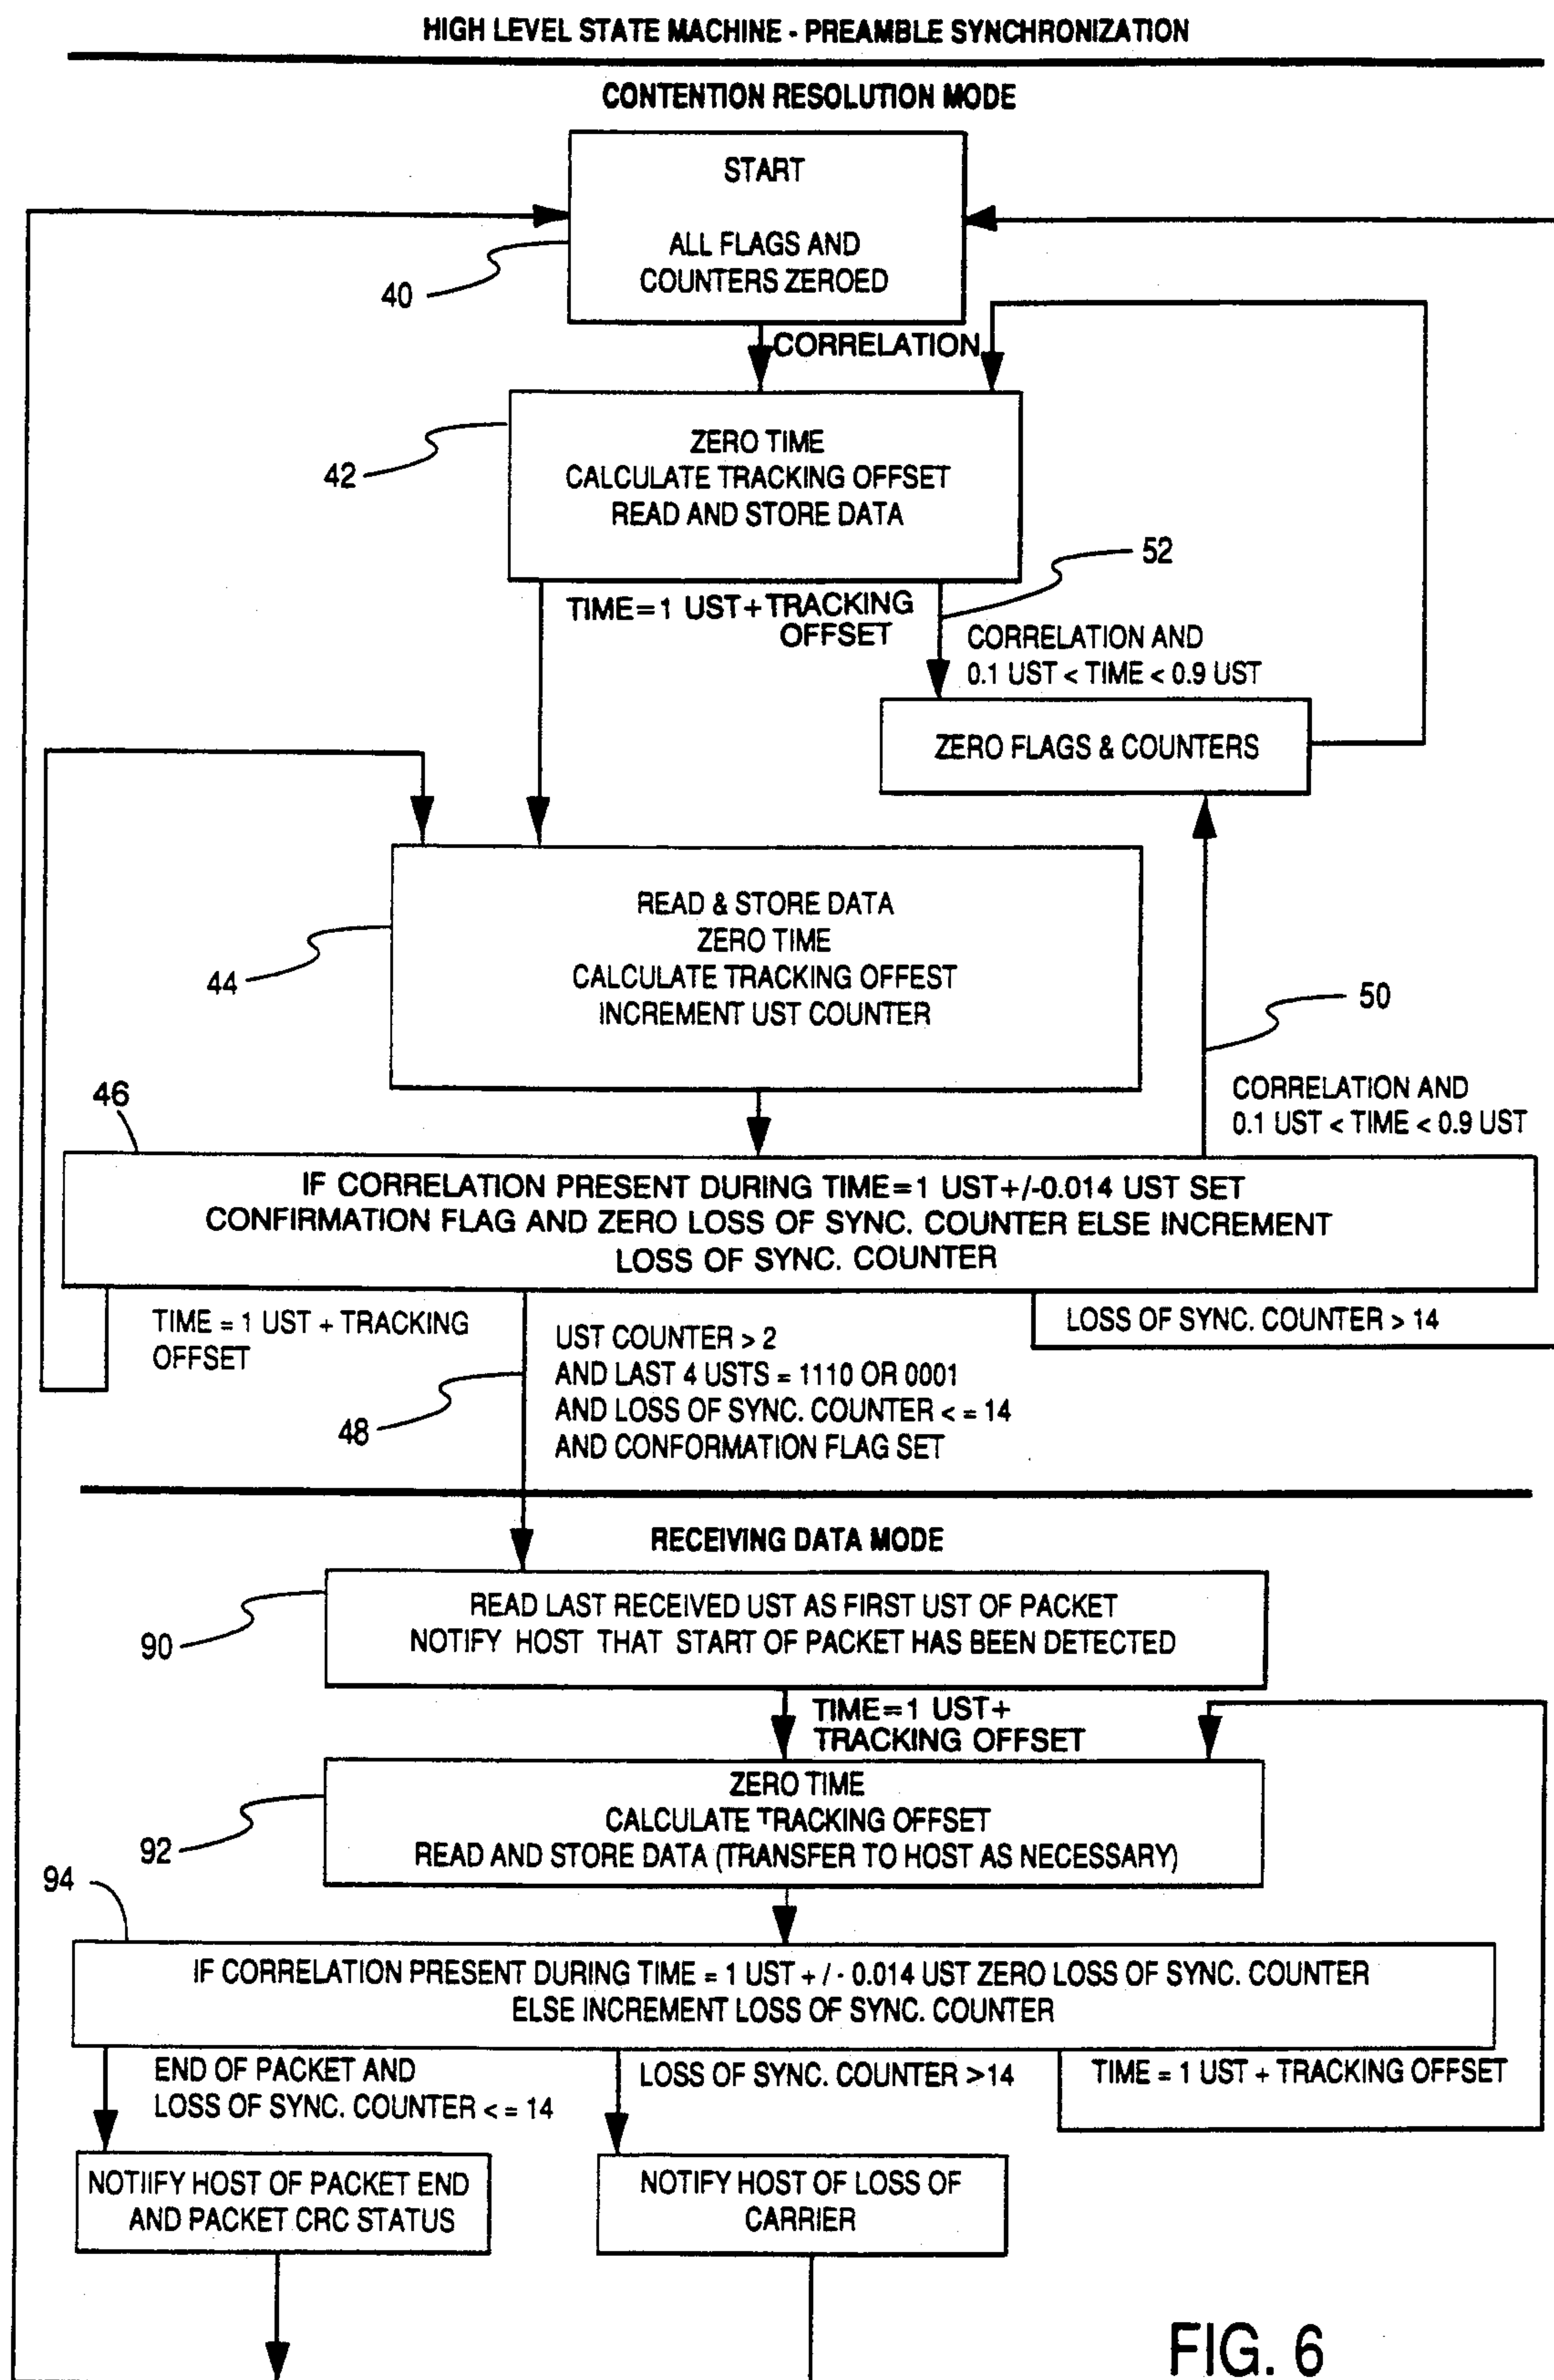 HIGH LEVEL STATE MACHINE - PREAMBLE SYNCHRONIZATION
CONTENTION RESOLUTION MODE
START
ALL FLAGS AND
COUNTERS ZEROED
40
CORRELATION
ZERO TIME
CALCULATE TRACKING OFFSET
READ AND STORE DATA
42
52
TIME=1 UST+TRACKING
OFFSET
CORRELATION AND
0.1 UST < TIME < 0.9 UST
ZERO FLAGS & COUNTERS
READ & STORE DATA
ZERO TIME
CALCULATE TRACKING OFFEST
INCREMENT UST COUNTER
44
50
CORRELATION AND
0.1 UST < TIME < 0.9 UST
46
IF CORRELATION PRESENT DURING TIME=1 UST+/-0.014 UST SET
CONFIRMATION FLAG AND ZERO LOSS OF SYNC. COUNTER ELSE INCREMENT
LOSS OF SYNC. COUNTER
TIME = 1 UST + TRACKING
OFFSET
UST COUNTER > 2
AND LAST 4 USTS = 1110 OR 0001
AND LOSS OF SYNC. COUNTER < = 14
AND CONFORMATION FLAG SET
48
LOSS OF SYNC. COUNTER > 14
RECEIVING DATA MODE
READ LAST RECEIVED UST AS FIRST UST OF PACKET
NOTIFY HOST THAT START OF PACKET HAS BEEN DETECTED
90
TIME=1 UST+
TRACKING OFFSET
ZERO TIME
CALCULATE TRACKING OFFSET
READ AND STORE DATA (TRANSFER TO HOST AS NECESSARY)
92
94
IF CORRELATION PRESENT DURING TIME = 1 UST + / - 0.014 UST ZERO LOSS OF SYNC. COUNTER
ELSE INCREMENT LOSS OF SYNC. COUNTER
END OF PACKET AND
LOSS OF SYNC. COUNTER < = 14
LOSS OF SYNC. COUNTER >14
TIME = 1 UST + TRACKING OFFSET
NOTIIFY HOST OF PACKET END
AND PACKET CRC STATUS
NOTIFY HOST OF LOSS OF
CARRIER
FIG. 6